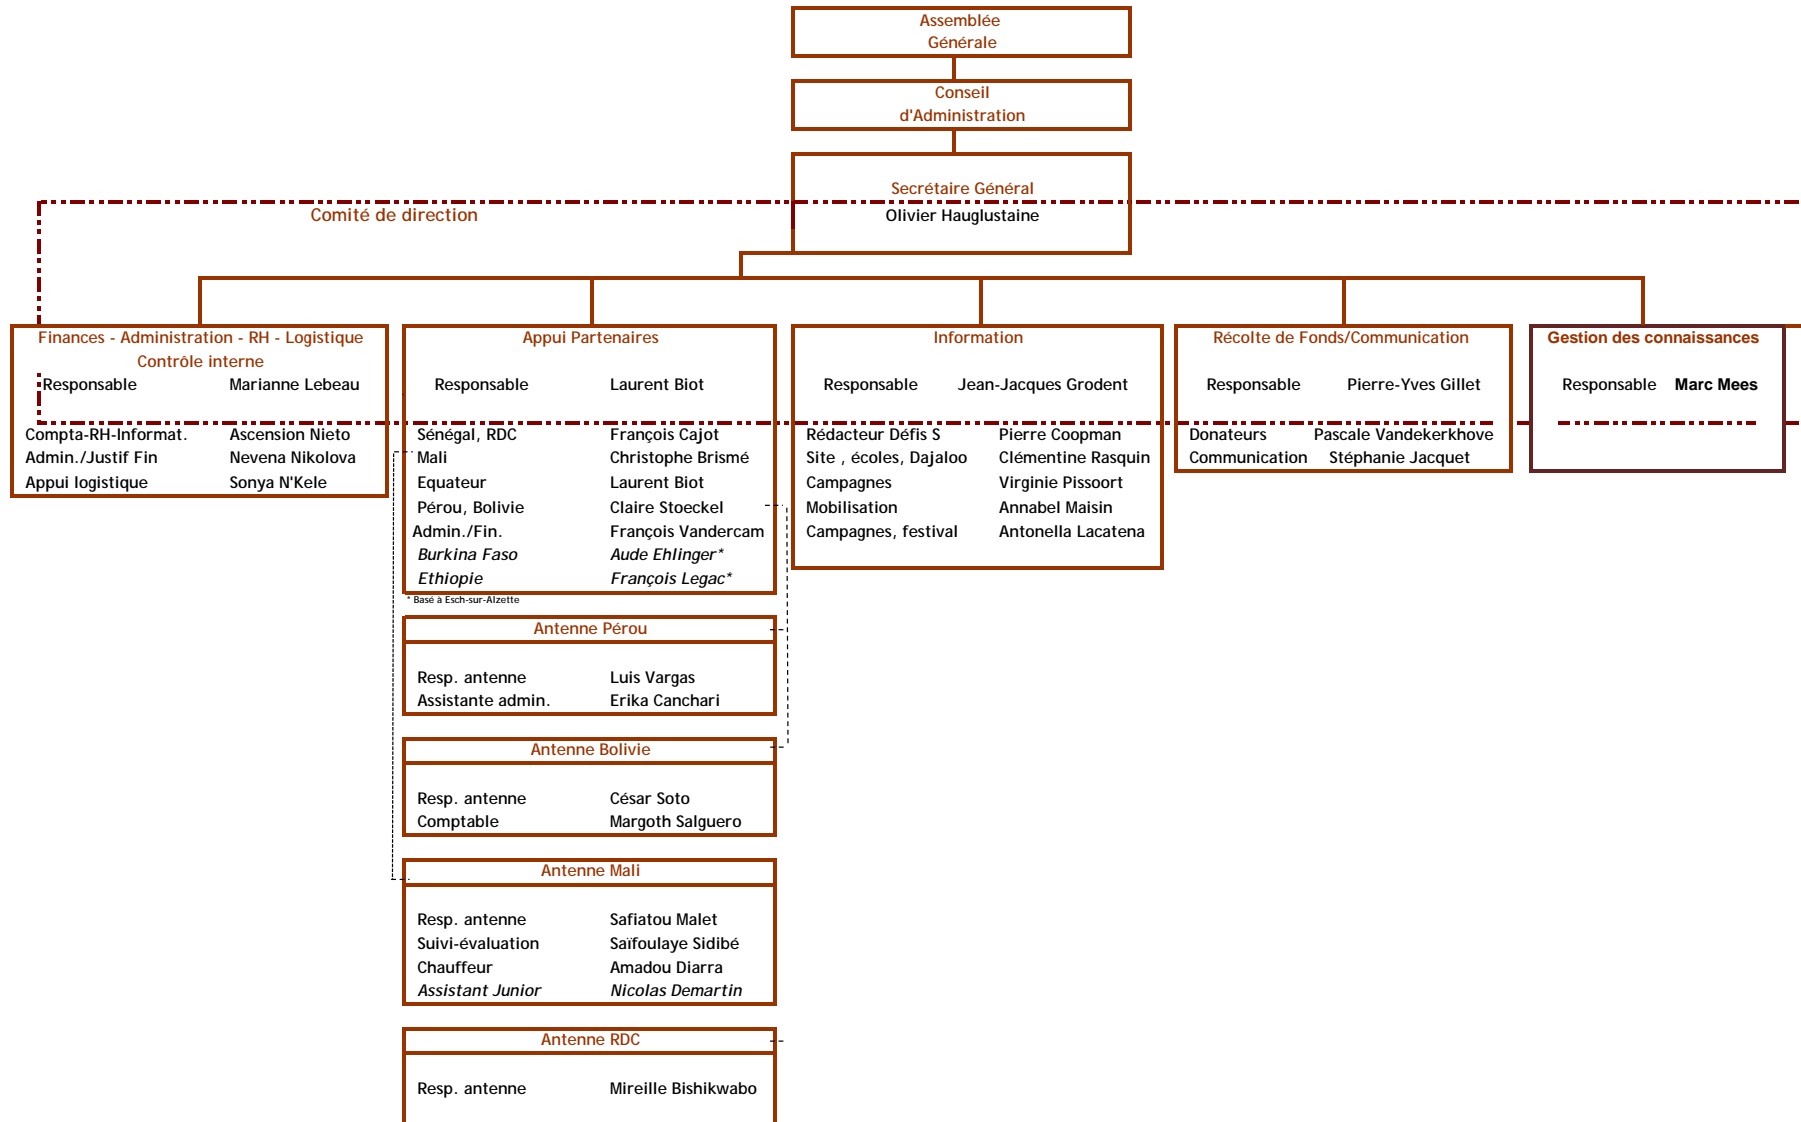 Assemblée
Générale
Conseil
d'Administration
Secrétaire Général
Comité de direction
Olivier Hauglustaine
Finances - Administration - RH - Logistique
Contrôle interne
Responsable Marianne Lebeau
Compta-RH-Informat. Ascension Nieto
Admin./Justif Fin Nevena Nikolova
Appui logistique Sonya N'Kele
Appui Partenaires
Responsable Laurent Biot
Sénégal, RDC François Cajot
Mali Christophe Brismé
Equateur Laurent Biot
Pérou, Bolivie Claire Stoeckel
Admin./Fin. François Vandercam
Burkina Faso Aude Ehlinger*
Ethiopie François Legac*
* Basé à Esch-sur-Alzette
Antenne Pérou
Resp. antenne Luis Vargas
Assistante admin. Erika Canchari
Antenne Bolivie
Resp. antenne César Soto
Comptable Margoth Salguero
Antenne Mali
Resp. antenne Safiatou Malet
Suivi-évaluation Saïfoulaye Sidibé
Chauffeur Amadou Diarra
Assistant Junior Nicolas Demartin
Antenne RDC
Resp. antenne Mireille Bishikwabo
Information
Responsable Jean-Jacques Grodent
Rédacteur Défis S Pierre Coopman
Site , écoles, Dajaloo Clémentine Rasquin
Campagnes Virginie Pissoort
Mobilisation Annabel Maisin
Campagnes, festival Antonella Lacatena
Récolte de Fonds/Communication
Responsable Pierre-Yves Gillet
Donateurs Pascale Vandekerkhove
Communication Stéphanie Jacquet
Gestion des connaissances
Responsable Marc Mees